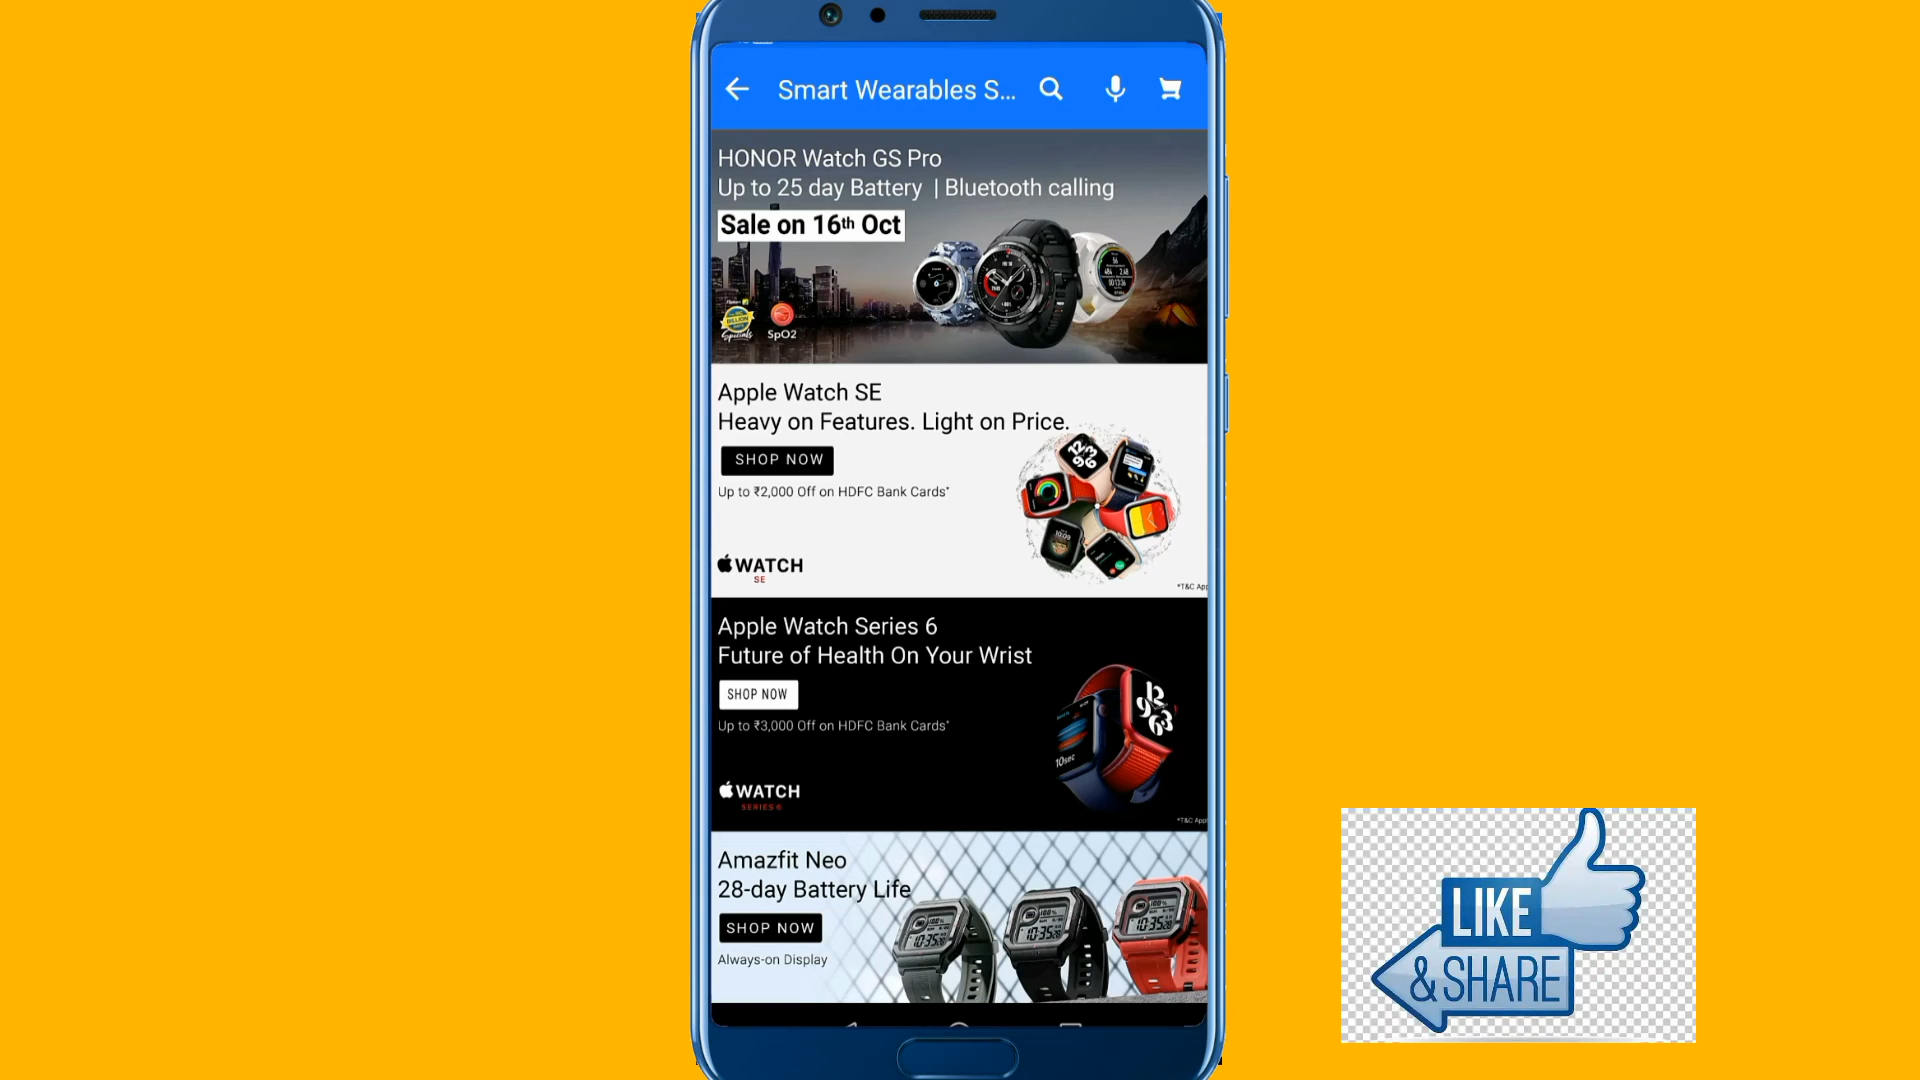 Smart Wearables S...
HONOR Watch GS Pro
Up to 25 day Battery | Bluetooth calling
Sale on 16th Oct
BILLION
Specials
SpO2
Apple Watch SE
Heavy on Features. Light on Price.
SHOP NOW
Up to ₹2,000 Off on HDFC Bank Cards*
WATCH
SE
*T&C App
Apple Watch Series 6
Future of Health On Your Wrist
SHOP NOW
Up to ₹3,000 Off on HDFC Bank Cards*
10sec
WATCH
SERIES 6
*T&C App
Amazfit Neo
28-day Battery Life
SHOP NOW
Always-on Display
LIKE
&SHARE